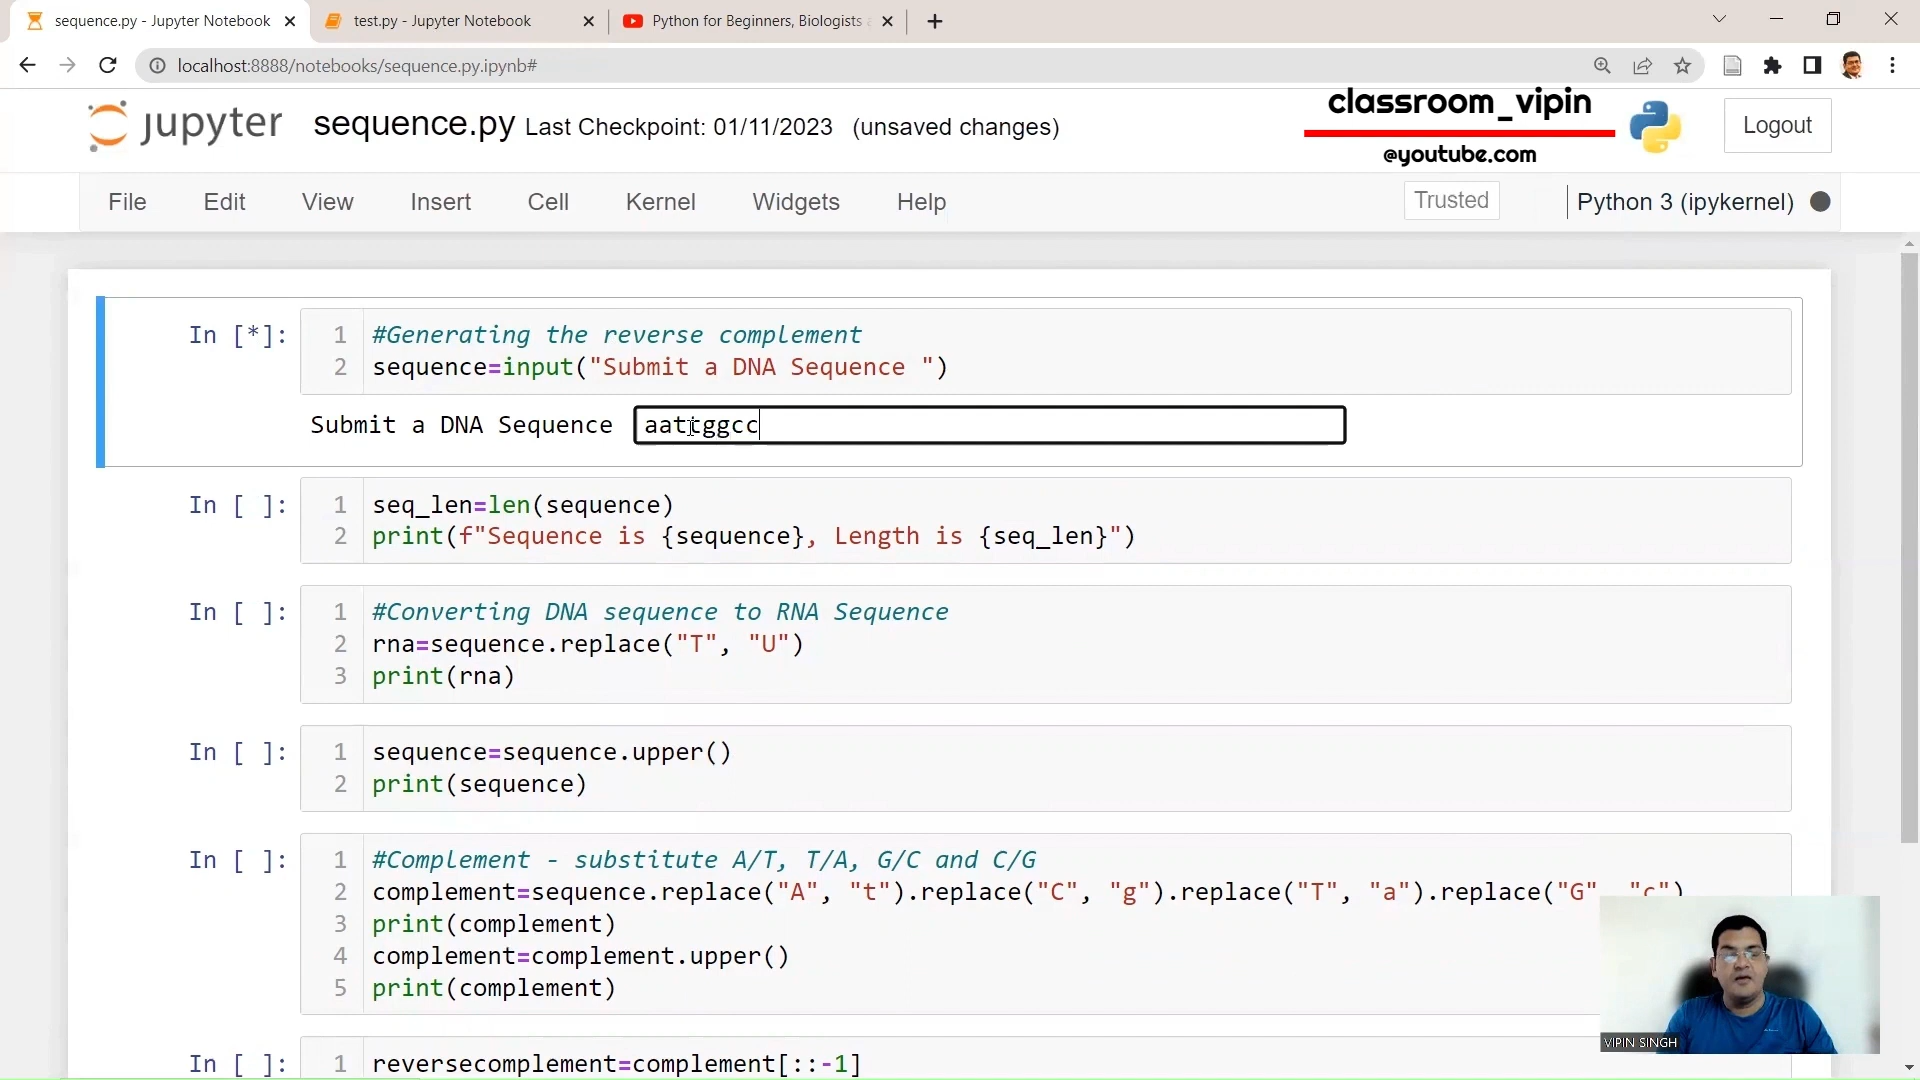 sequence.py - Jupyter Notebook
test.py - Jupyter Notebook
Python for Beginners, Biologists
localhost:8888/notebooks/sequence.py.ipynb#
jupyter sequence.py Last Checkpoint: 01/11/2023 (unsaved changes)
classroom_vipin
@youtube.com
Logout
File Edit View Insert Cell Kernel Widgets Help
Trusted
Python 3 (ipykernel)
In [*]:
1 #Generating the reverse complement
2 sequence=input("Submit a DNA Sequence ")
Submit a DNA Sequence aattggcc
In [ ]:
1 seq_len=len(sequence)
2 print(f"Sequence is {sequence}, Length is {seq_len}")
In [ ]:
1 #Converting DNA sequence to RNA Sequence
2 rna=sequence.replace("T", "U")
3 print(rna)
In [ ]:
1 sequence=sequence.upper()
2 print(sequence)
In [ ]:
1 #Complement - substitute A/T, T/A, G/C and C/G
2 complement=sequence.replace("A", "t").replace("C", "g").replace("T", "a").replace("G", "c")
3 print(complement)
4 complement=complement.upper()
5 print(complement)
In [ ]:
1 reversecomplement=complement[::-1]
VIPIN SINGH